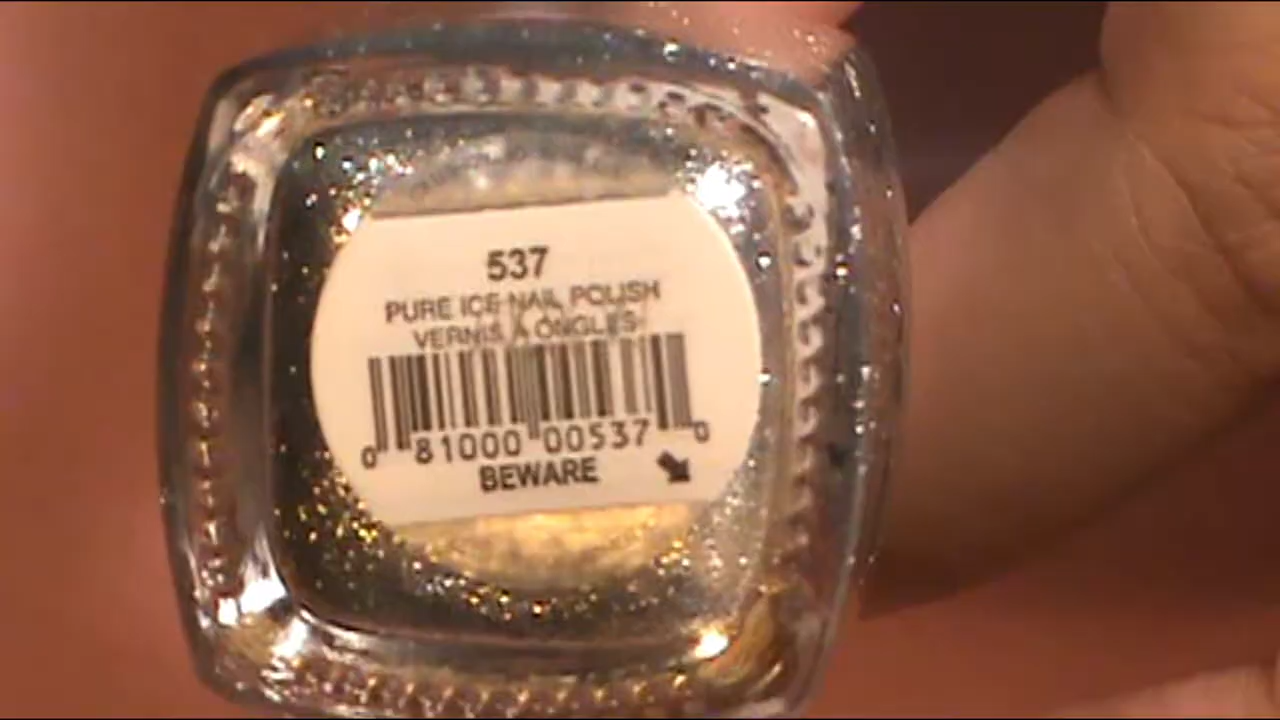 537
PURE ICE NAIL POLISH
VERNIS A ONGLES
0 81000 00537 0
BEWARE